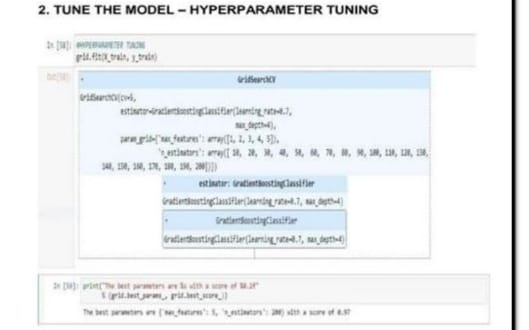 2. TUNE THE MODEL – HYPERPARAMETER TUNING
In [58]: #HYPERPARAMETER TUNING
grid.fit(X_train, y_train)
Out[58]:
GridSearchCV
GridSearchCV(cv=5,
estimator=GradientBoostingClassifier(learning_rate=0.7,
max_depth=4),
param_grid={'max_features': array([1, 2, 3, 4, 5]),
'n_estimators': array([ 10, 20, 30, 40, 50, 60, 70, 80, 90, 100, 110, 120, 130,
140, 150, 160, 170, 180, 190, 200])})
estimator: GradientBoostingClassifier
GradientBoostingClassifier(learning_rate=0.7, max_depth=4)
GradientBoostingClassifier
GradientBoostingClassifier(learning_rate=0.7, max_depth=4)
In [59]: print("The best parameters are %s with a score of %0.2f"
% (grid.best_params_, grid.best_score_))
The best parameters are {'max_features': 5, 'n_estimators': 200} with a score of 0.97